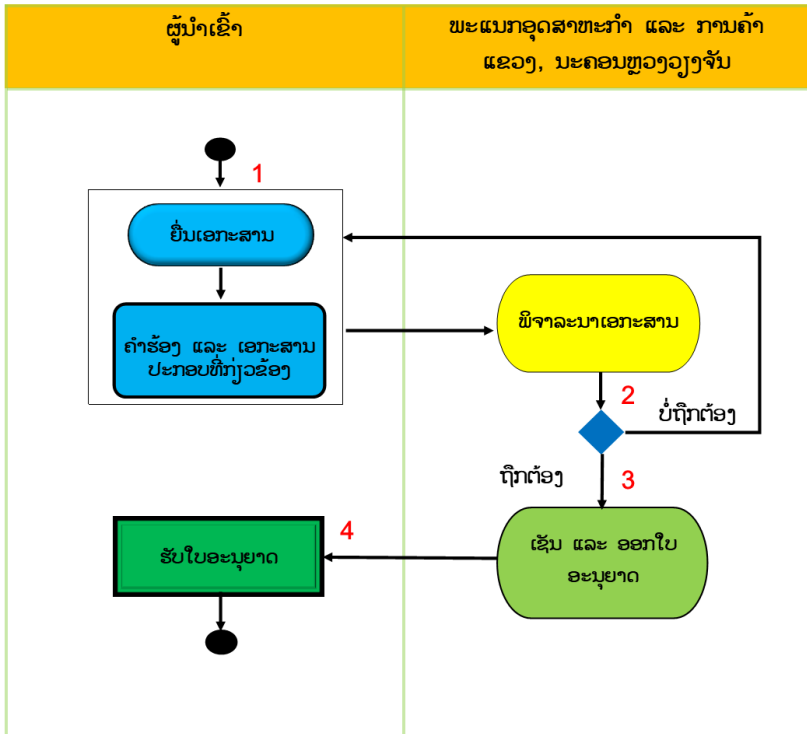 ຜູ້ນຳເຂົ້າ
ພະແນກອຸດສາຫະກຳ ແລະ ການຄ້າ
ແຂວງ, ນະຄອນຫຼວງວຽງຈັນ
1
ຍື່ນເອກະສານ
ຄຳຮ້ອງ ແລະ ເອກະສານ
ປະກອບທີ່ກ່ຽວຂ້ອງ
ພິຈາລະນາເອກະສານ
2
ບໍ່ຖືກຕ້ອງ
ຖືກຕ້ອງ
3
ເຊັນ ແລະ ອອກໃບ
ອະນຸຍາດ
4
ຮັບໃບອະນຸຍາດ